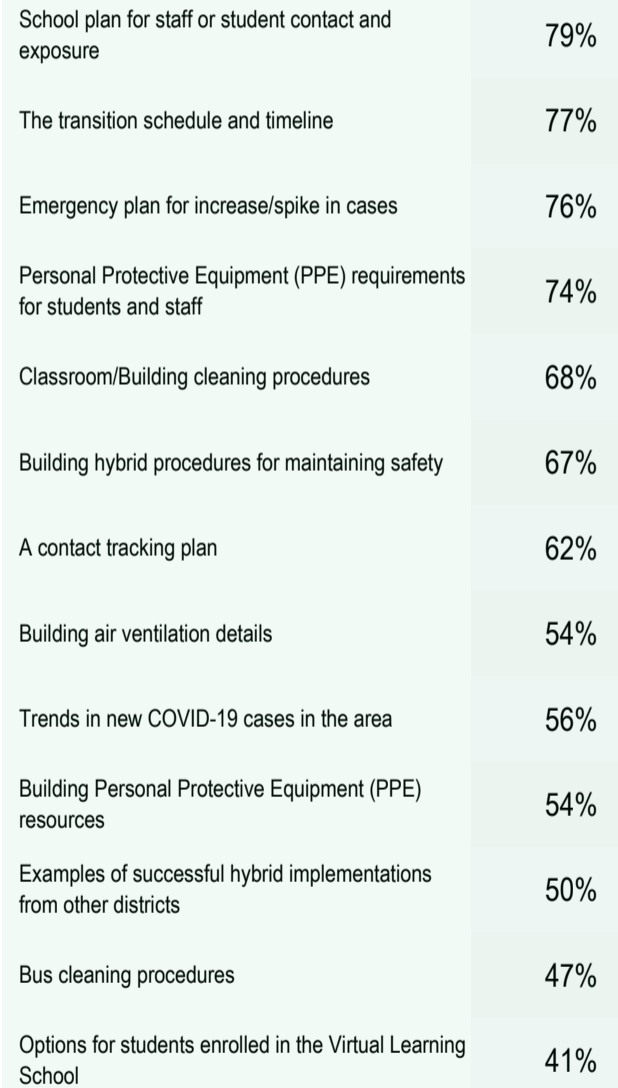 School plan for staff or student contact and
exposure
79%
The transition schedule and timeline
77%
Emergency plan for increase/spike in cases
76%
Personal Protective Equipment (PPE) requirements
for students and staff
74%
Classroom/Building cleaning procedures
68%
Building hybrid procedures for maintaining safety
67%
A contact tracking plan
62%
Building air ventilation details
54%
Trends in new COVID-19 cases in the area
56%
Building Personal Protective Equipment (PPE)
resources
54%
Examples of successful hybrid implementations
from other districts
50%
Bus cleaning procedures
47%
Options for students enrolled in the Virtual Learning
School
41%